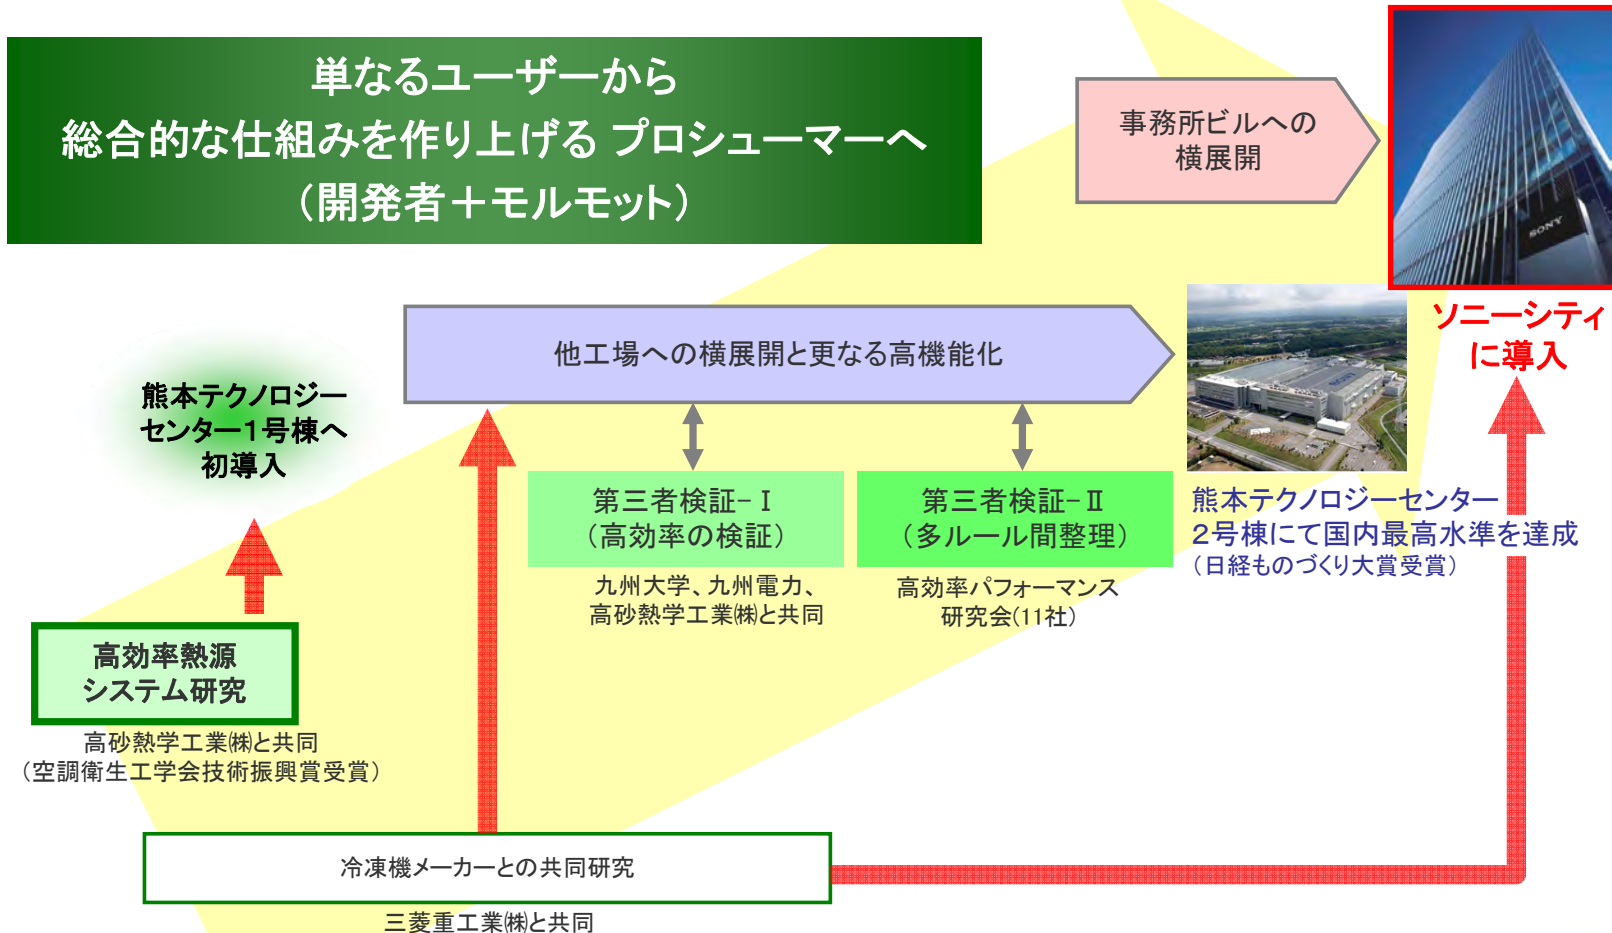 単なるユーザーから
総合的な仕組みを作り上げる プロシューマーへ
（開発者＋モルモット）
事務所ビルへの
横展開
SONY
ソニーシティ
に導入
他工場への横展開と更なる高機能化
SONY
熊本テクノロジー
センター１号棟へ
初導入
第三者検証－Ⅰ
（高効率の検証）
九州大学、九州電力、
高砂熱学工業㈱と共同
第三者検証－Ⅱ
（多ルール間整理）
高効率パフォーマンス
研究会(11社)
熊本テクノロジーセンター
２号棟にて国内最高水準を達成
（日経ものづくり大賞受賞）
高効率熱源
システム研究
高砂熱学工業㈱と共同
（空調衛生工学会技術振興賞受賞）
冷凍機メーカーとの共同研究
三菱重工業㈱と共同